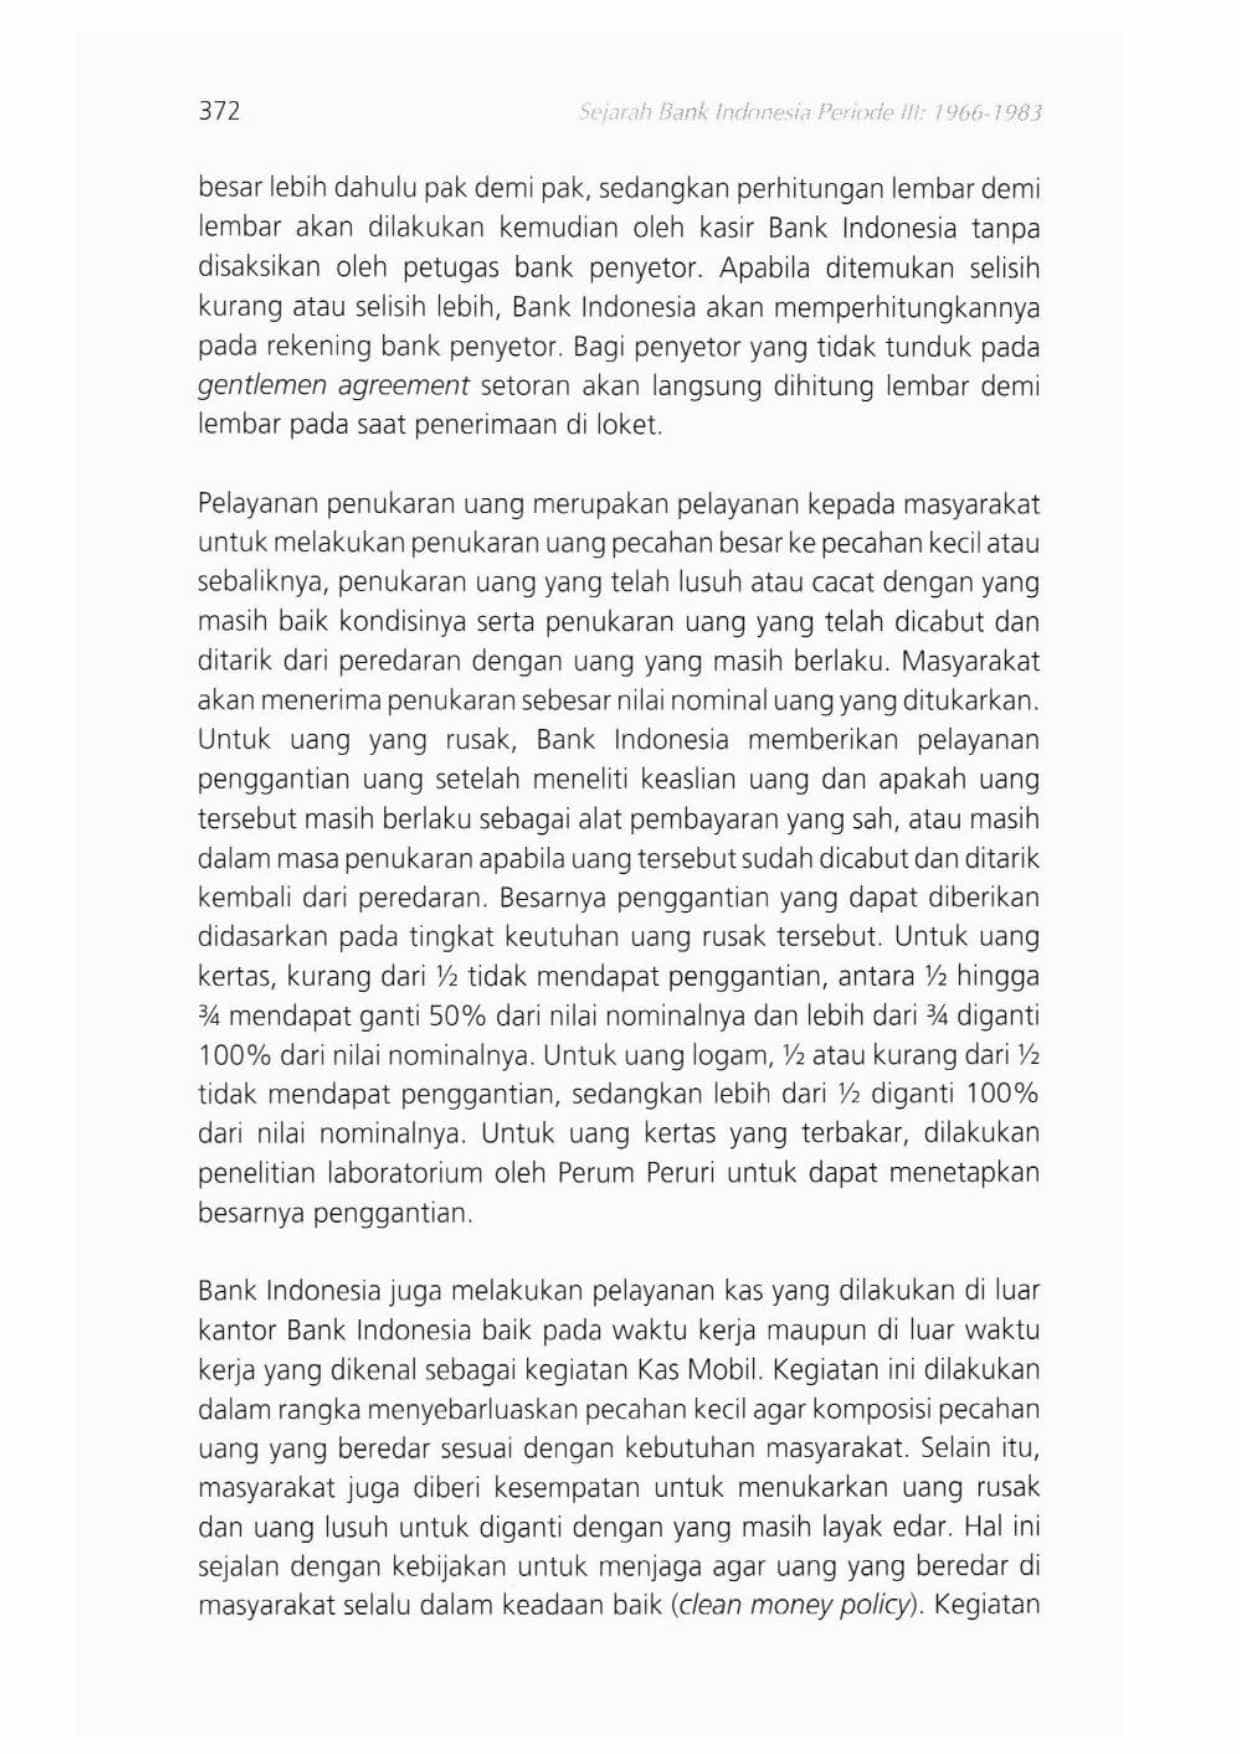 372
Sejarah Bank Indonesia Periode III: 1966-1983
besar lebih dahulu pak demi pak, sedangkan perhitungan lembar demi
lembar akan dilakukan kemudian oleh kasir Bank Indonesia tanpa
disaksikan oleh petugas bank penyetor. Apabila ditemukan selisih
kurang atau selisih lebih, Bank Indonesia akan memperhitungkannya
pada rekening bank penyetor. Bagi penyetor yang tidak tunduk pada
gentlemen agreement setoran akan langsung dihitung lembar demi
lembar pada saat penerimaan di loket.
Pelayanan penukaran uang merupakan pelayanan kepada masyarakat
untuk melakukan penukaran uang pecahan besar ke pecahan kecil atau
sebaliknya, penukaran uang yang telah lusuh atau cacat dengan yang
masih baik kondisinya serta penukaran uang yang telah dicabut dan
ditarik dari peredaran dengan uang yang masih berlaku. Masyarakat
akan menerima penukaran sebesar nilai nominal uang yang ditukarkan.
Untuk uang yang rusak, Bank Indonesia memberikan pelayanan
penggantian uang setelah meneliti keaslian uang dan apakah uang
tersebut masih berlaku sebagai alat pembayaran yang sah, atau masih
dalam masa penukaran apabila uang tersebut sudah dicabut dan ditarik
kembali dari peredaran. Besarnya penggantian yang dapat diberikan
didasarkan pada tingkat keutuhan uang rusak tersebut. Untuk uang
kertas, kurang dari ½ tidak mendapat penggantian, antara ½ hingga
¾ mendapat ganti 50% dari nilai nominalnya dan lebih dari ¾ diganti
100% dari nilai nominalnya. Untuk uang logam, ½ atau kurang dari ½
tidak mendapat penggantian, sedangkan lebih dari ½ diganti 100%
dari nilai nominalnya. Untuk uang kertas yang terbakar, dilakukan
penelitian laboratorium oleh Perum Peruri untuk dapat menetapkan
besarnya penggantian.
Bank Indonesia juga melakukan pelayanan kas yang dilakukan di luar
kantor Bank Indonesia baik pada waktu kerja maupun di luar waktu
kerja yang dikenal sebagai kegiatan Kas Mobil. Kegiatan ini dilakukan
dalam rangka menyebarluaskan pecahan kecil agar komposisi pecahan
uang yang beredar sesuai dengan kebutuhan masyarakat. Selain itu,
masyarakat juga diberi kesempatan untuk menukarkan uang rusak
dan uang lusuh untuk diganti dengan yang masih layak edar. Hal ini
sejalan dengan kebijakan untuk menjaga agar uang yang beredar di
masyarakat selalu dalam keadaan baik (clean money policy). Kegiatan